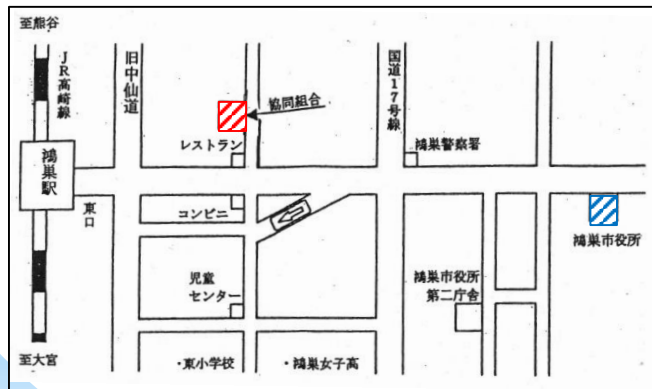 至熊谷
JR高崎線
旧中仙道
国道17号線
協同組合
レストラン
鴻巣警察署
鴻巣駅
東口
コンビニ
鴻巣市役所
児童
センター
鴻巣市役所
第二庁舎
至大宮
・東小学校
・鴻巣女子高